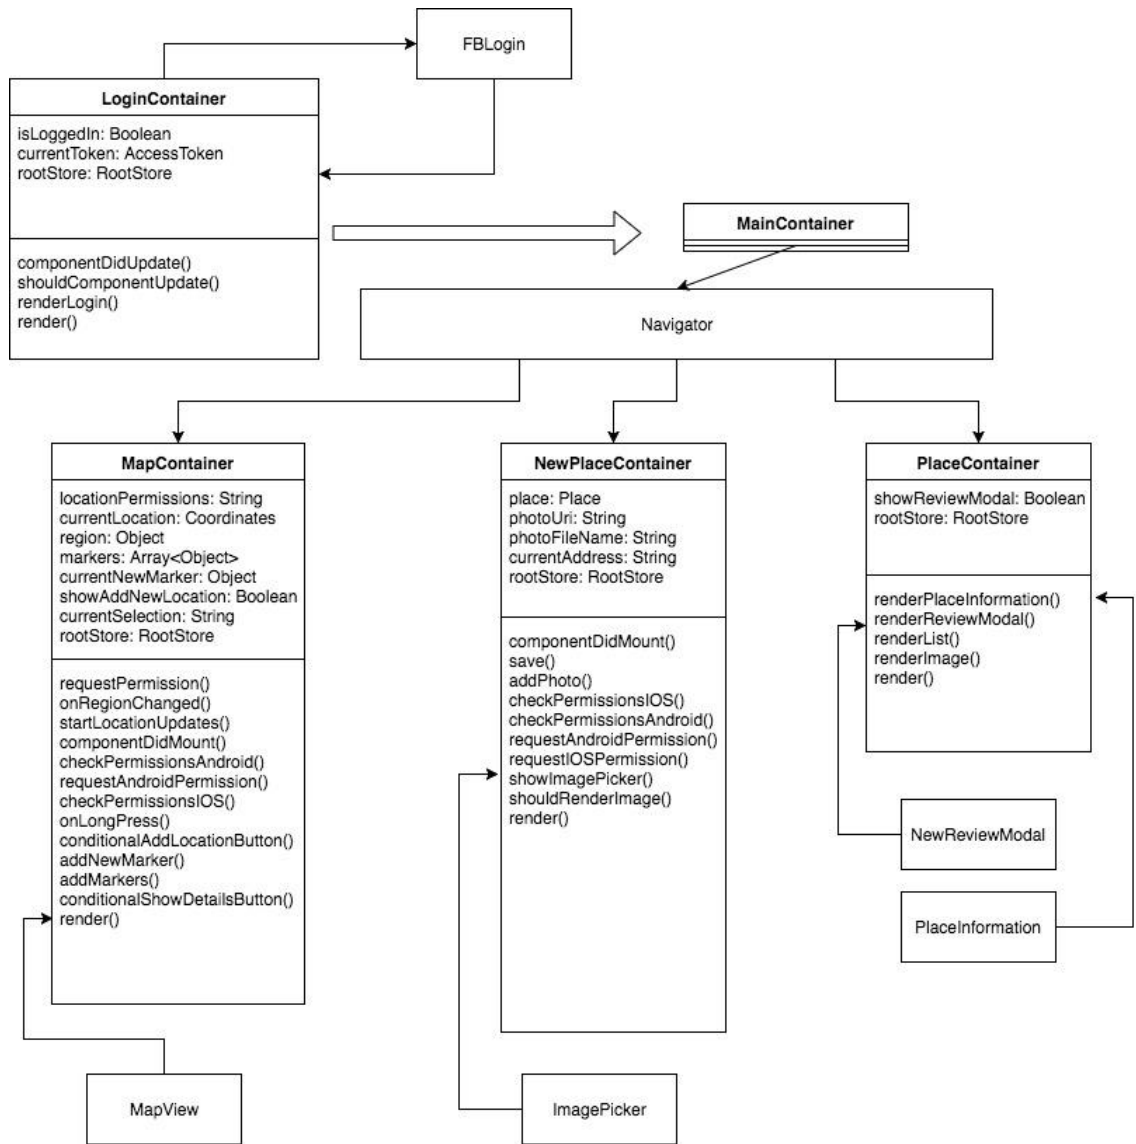 FBLogin
LoginContainer
isLoggedIn: Boolean
currentToken: AccessToken
rootStore: RootStore
componentDidUpdate()
shouldComponentUpdate()
renderLogin()
render()
MainContainer
Navigator
MapContainer
locationPermissions: String
currentLocation: Coordinates
region: Object
markers: Array<Object>
currentNewMarker: Object
showAddNewLocation: Boolean
currentSelection: String
rootStore: RootStore
requestPermission()
onRegionChanged()
startLocationUpdates()
componentDidMount()
checkPermissionsAndroid()
requestAndroidPermission()
checkPermissionsIOS()
onLongPress()
conditionalAddLocationButton()
addNewMarker()
addMarkers()
conditionalShowDetailsButton()
render()
MapView
NewPlaceContainer
place: Place
photoUri: String
photoFileName: String
currentAddress: String
rootStore: RootStore
componentDidMount()
save()
addPhoto()
checkPermissionsIOS()
checkPermissionsAndroid()
requestAndroidPermission()
requestIOSPermission()
showImagePicker()
shouldRenderImage()
render()
ImagePicker
PlaceContainer
showReviewModal: Boolean
rootStore: RootStore
renderPlaceInformation()
renderReviewModal()
renderList()
renderImage()
render()
NewReviewModal
PlaceInformation